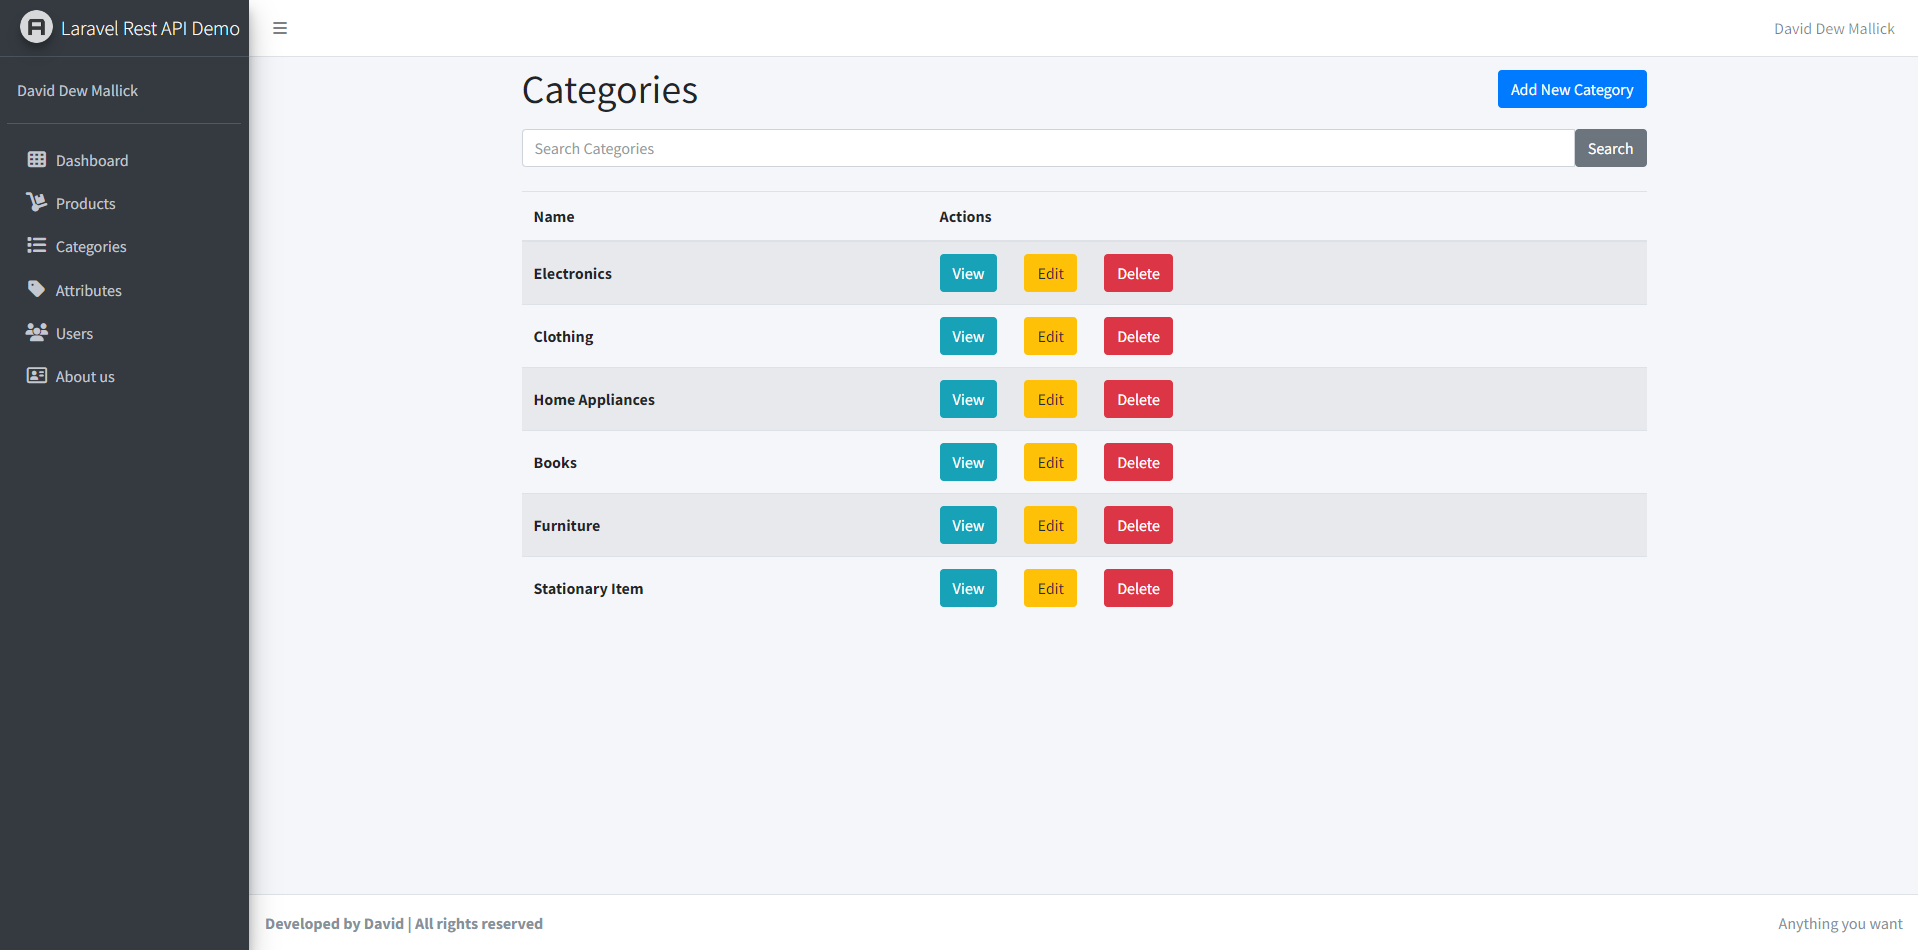 Laravel Rest API Demo
David Dew Mallick
David Dew Mallick
Dashboard
Products
Categories
Attributes
Users
About us
Categories
Add New Category
Search Categories
Search
Name Actions
Electronics View Edit Delete
Clothing View Edit Delete
Home Appliances View Edit Delete
Books View Edit Delete
Furniture View Edit Delete
Stationary Item View Edit Delete
Developed by David | All rights reserved
Anything you want